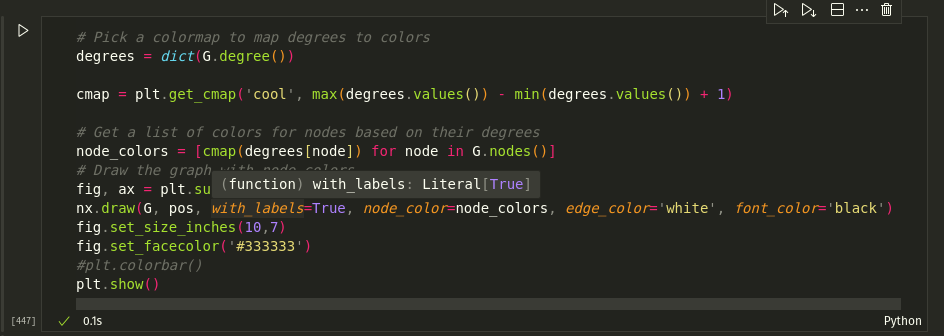 # Pick a colormap to map degrees to colors
degrees = dict(G.degree())
cmap = plt.get_cmap('cool', max(degrees.values()) - min(degrees.values()) + 1)
# Get a list of colors for nodes based on their degrees
node_colors = [cmap(degrees[node]) for node in G.nodes()]
# Draw the graph with node colors
(function) with_labels: Literal[True]
fig, ax = plt.su
nx.draw(G, pos, with_labels=True, node_color=node_colors, edge_color='white', font_color='black')
fig.set_size_inches(10,7)
fig.set_facecolor('#333333')
#plt.colorbar()
plt.show()
[447] 0.1s Python